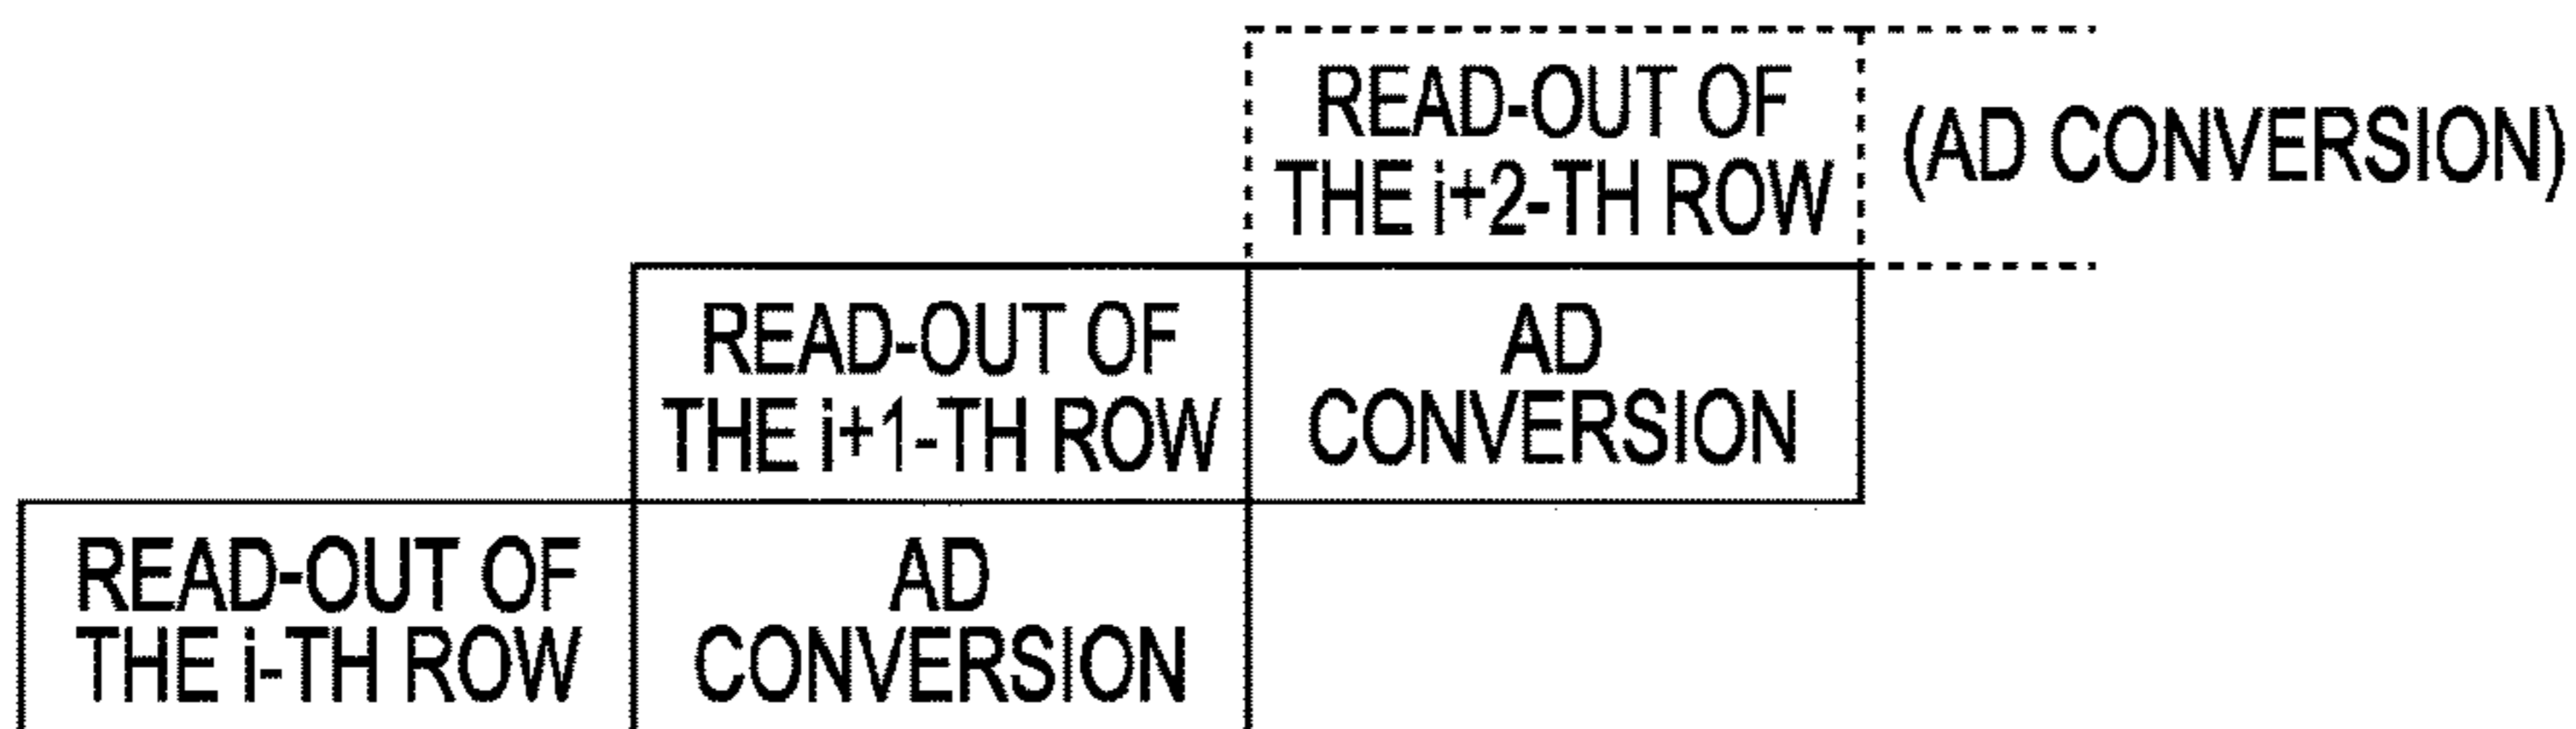 READ-OUT OF
THE i+2-TH ROW
(AD CONVERSION)
READ-OUT OF
THE i+1-TH ROW
AD
CONVERSION
READ-OUT OF
THE i-TH ROW
AD
CONVERSION